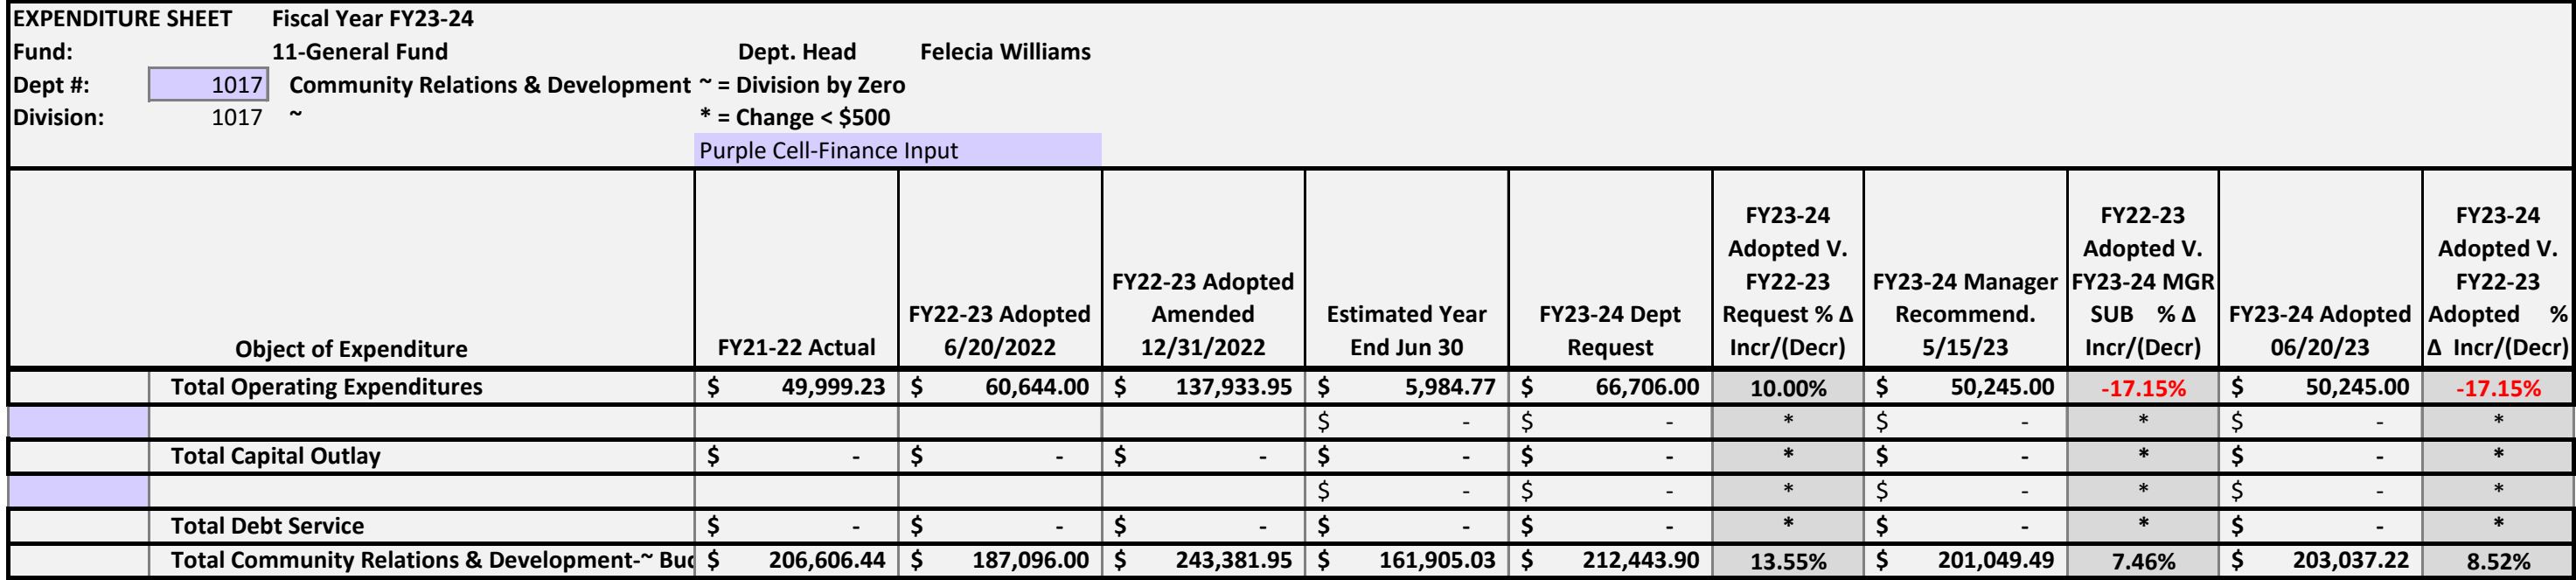 EXPENDITURE SHEET Fiscal Year FY23-24
Fund: 11-General Fund Dept. Head Felecia Williams
Dept #: 1017 Community Relations & Development ~ = Division by Zero
Division: 1017 ~ * = Change < $500
Purple Cell-Finance Input
Object of Expenditure
FY21-22 Actual
FY22-23 Adopted
6/20/2022
FY22-23 Adopted
Amended
12/31/2022
Estimated Year
End Jun 30
FY23-24 Dept
Request
FY23-24
Adopted V.
FY22-23
Request % Δ
Incr/(Decr)
FY23-24 Manager
Recommend.
5/15/23
FY22-23
Adopted V.
FY23-24 MGR
SUB % Δ
Incr/(Decr)
FY23-24 Adopted
06/20/23
FY23-24
Adopted V.
FY22-23
Adopted %
Δ Incr/(Decr)
Total Operating Expenditures $ 49,999.23 $ 60,644.00 $ 137,933.95 $ 5,984.77 $ 66,706.00 10.00% $ 50,245.00 -17.15% $ 50,245.00 -17.15%
$ - $ - * $ - * $ - *
Total Capital Outlay $ - $ - $ - $ - $ - * $ - * $ - *
$ - $ - * $ - * $ - *
Total Debt Service $ - $ - $ - $ - $ - * $ - * $ - *
Total Community Relations & Development-~ Bud $ 206,606.44 $ 187,096.00 $ 243,381.95 $ 161,905.03 $ 212,443.90 13.55% $ 201,049.49 7.46% $ 203,037.22 8.52%